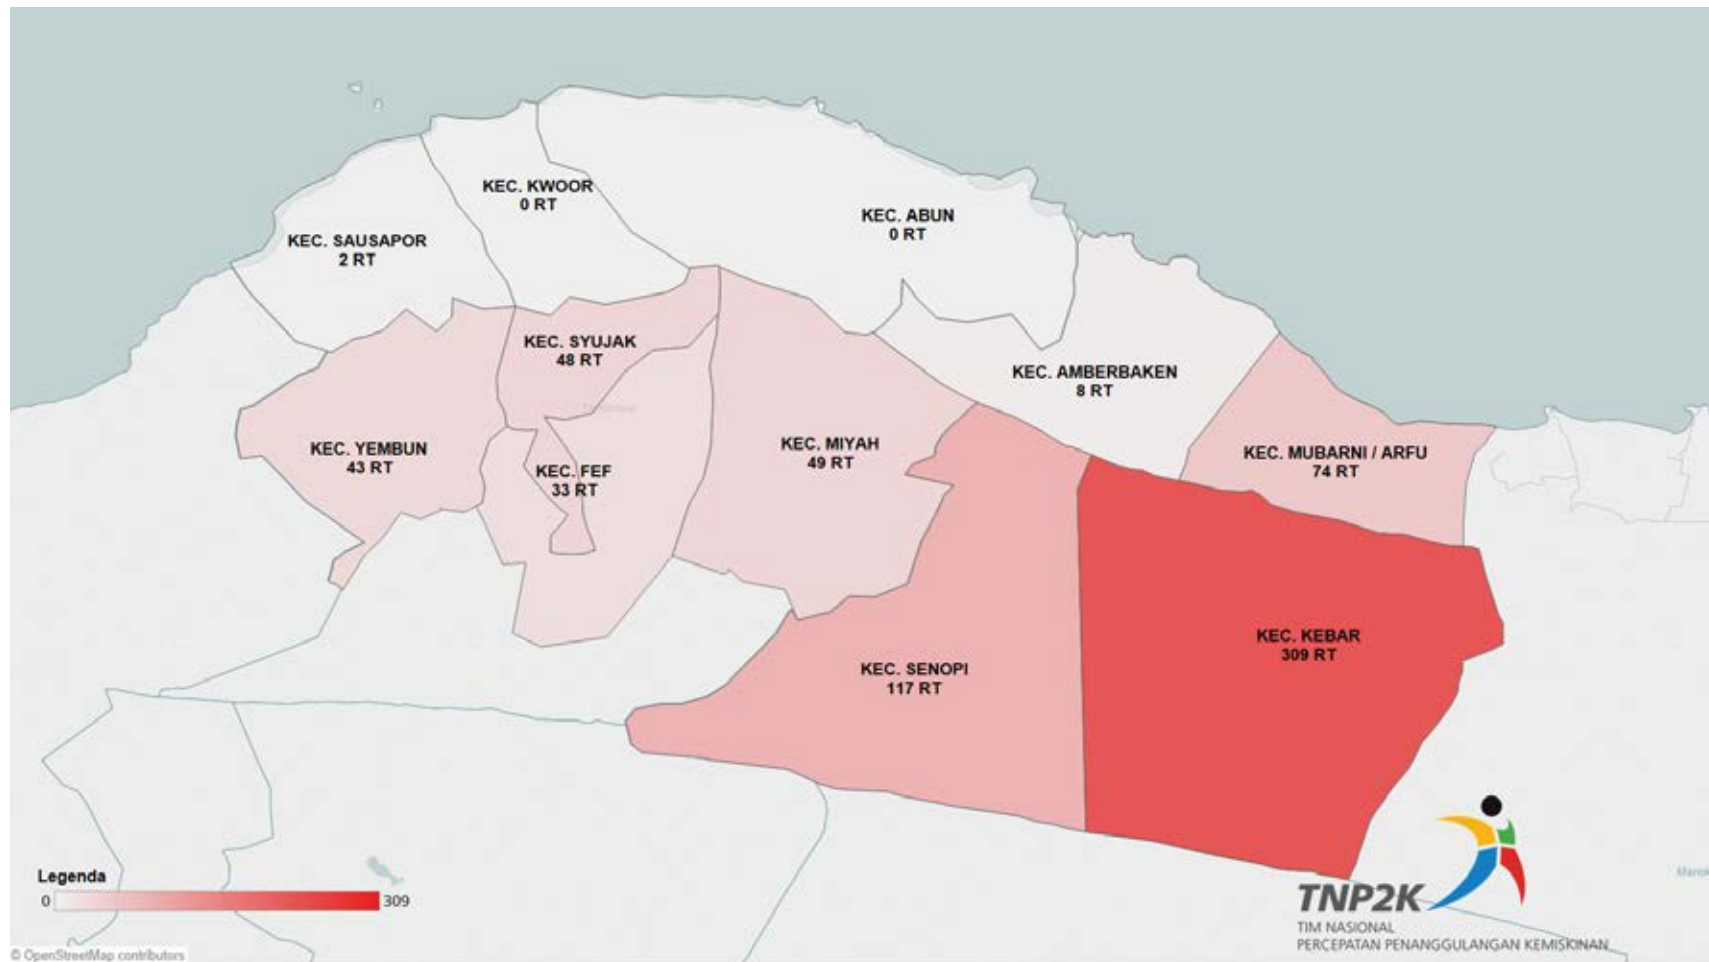 KEC. KWOOR
0 RT
KEC. ABUN
0 RT
KEC. SAUSAPOR
2 RT
KEC. SYUJAK
48 RT
KEC. AMBERBAKEN
8 RT
KEC. YEMBUN
43 RT
KEC. FEF
33 RT
KEC. MIYAH
49 RT
KEC. MUBARNI / ARFU
74 RT
KEC. KEBAR
309 RT
KEC. SENOPI
117 RT
Legenda
0 309
TNP2K
TIM NASIONAL
PERCEPATAN PENANGGULANGAN KEMISKINAN
© OpenStreetMap contributors